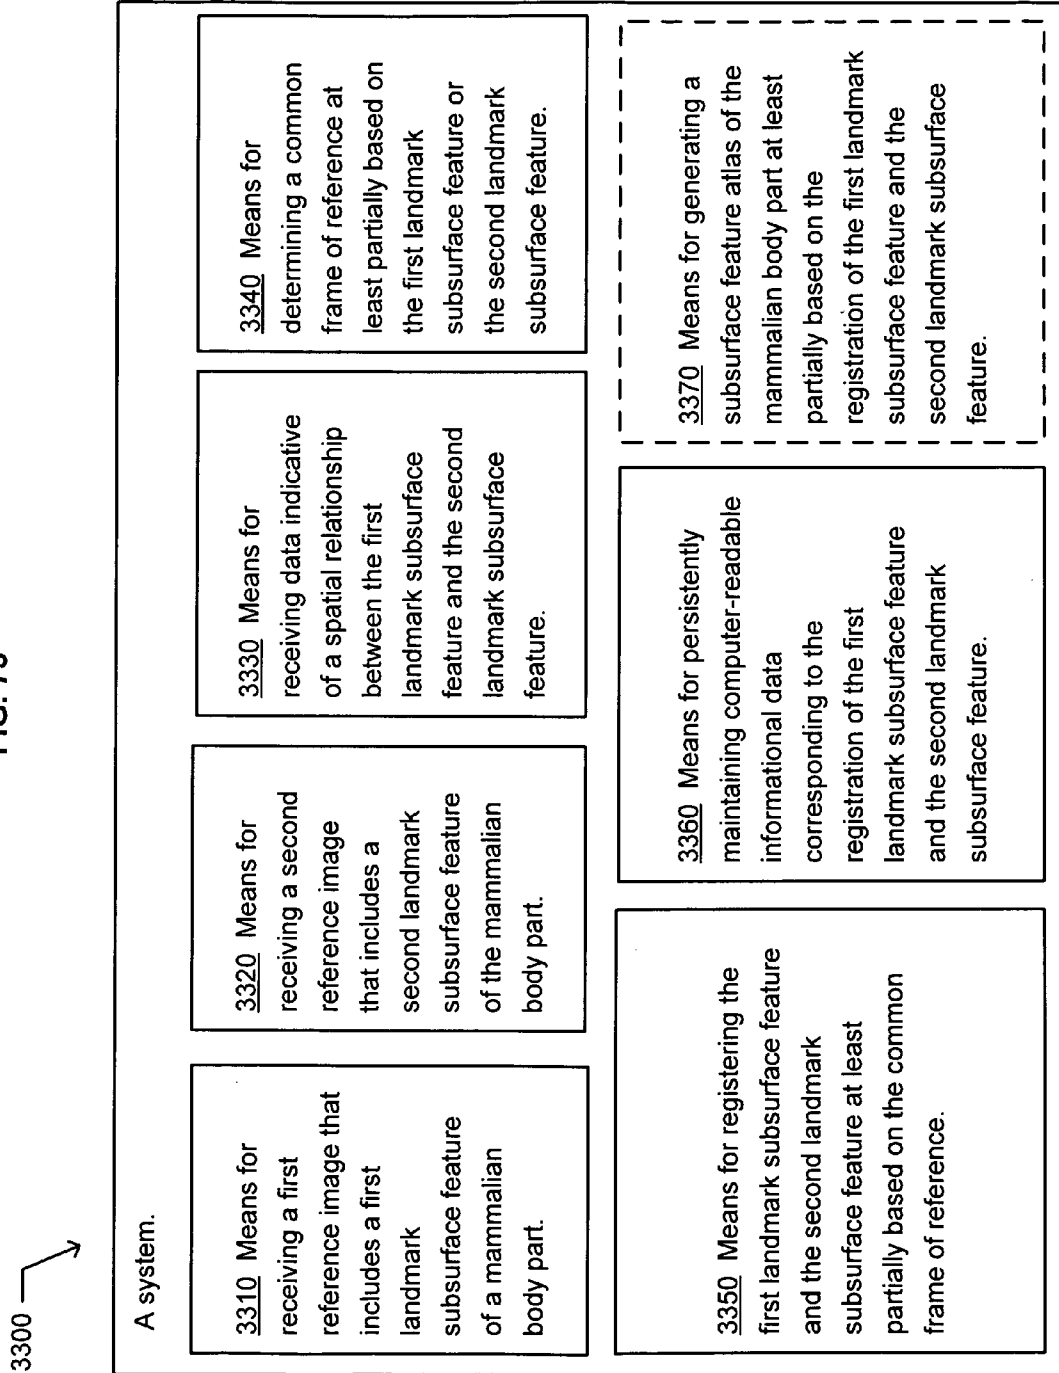 FIG.
3300
A system.
3310 Means for
receiving a first
reference image that
includes a first
landmark
subsurface feature
of a mammalian
body part.
3320 Means for
receiving a second
reference image
that includes a
second landmark
subsurface feature
of the mammalian
body part.
3330 Means for
receiving data indicative
of a spatial relationship
between the first
landmark subsurface
feature and the second
landmark subsurface
feature.
3340 Means for
determining a common
frame of reference at
least partially based on
the first landmark
subsurface feature or
the second landmark
subsurface feature.
3350 Means for registering the
first landmark subsurface feature
and the second landmark
subsurface feature at least
partially based on the common
frame of reference.
3360 Means for persistently
maintaining computer-readable
informational data
corresponding to the
registration of the first
landmark subsurface feature
and the second landmark
subsurface feature.
3370 Means for generating a
subsurface feature atlas of the
mammalian body part at least
partially based on the
registration of the first landmark
subsurface feature and the
second landmark subsurface
feature.